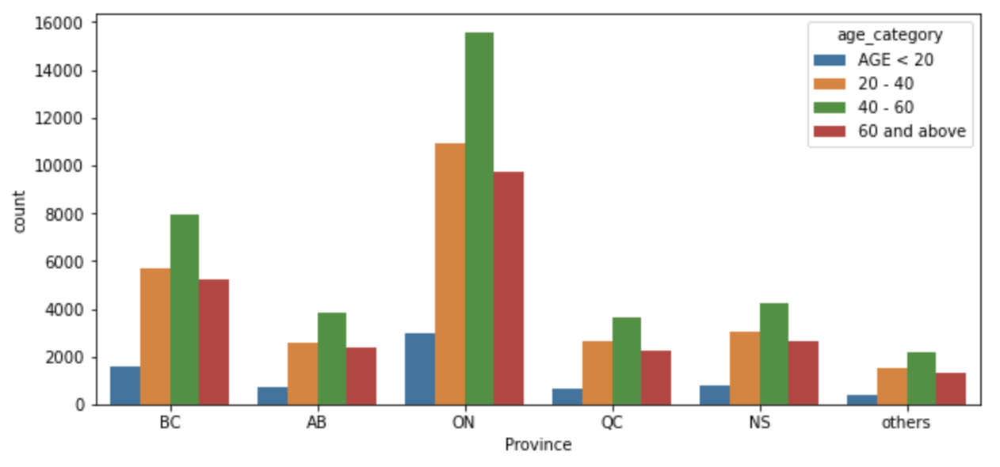 16000
14000
12000
10000
8000
6000
4000
2000
0
count
age_category
AGE < 20
20 - 40
40 - 60
60 and above
BC AB ON QC NS others
Province